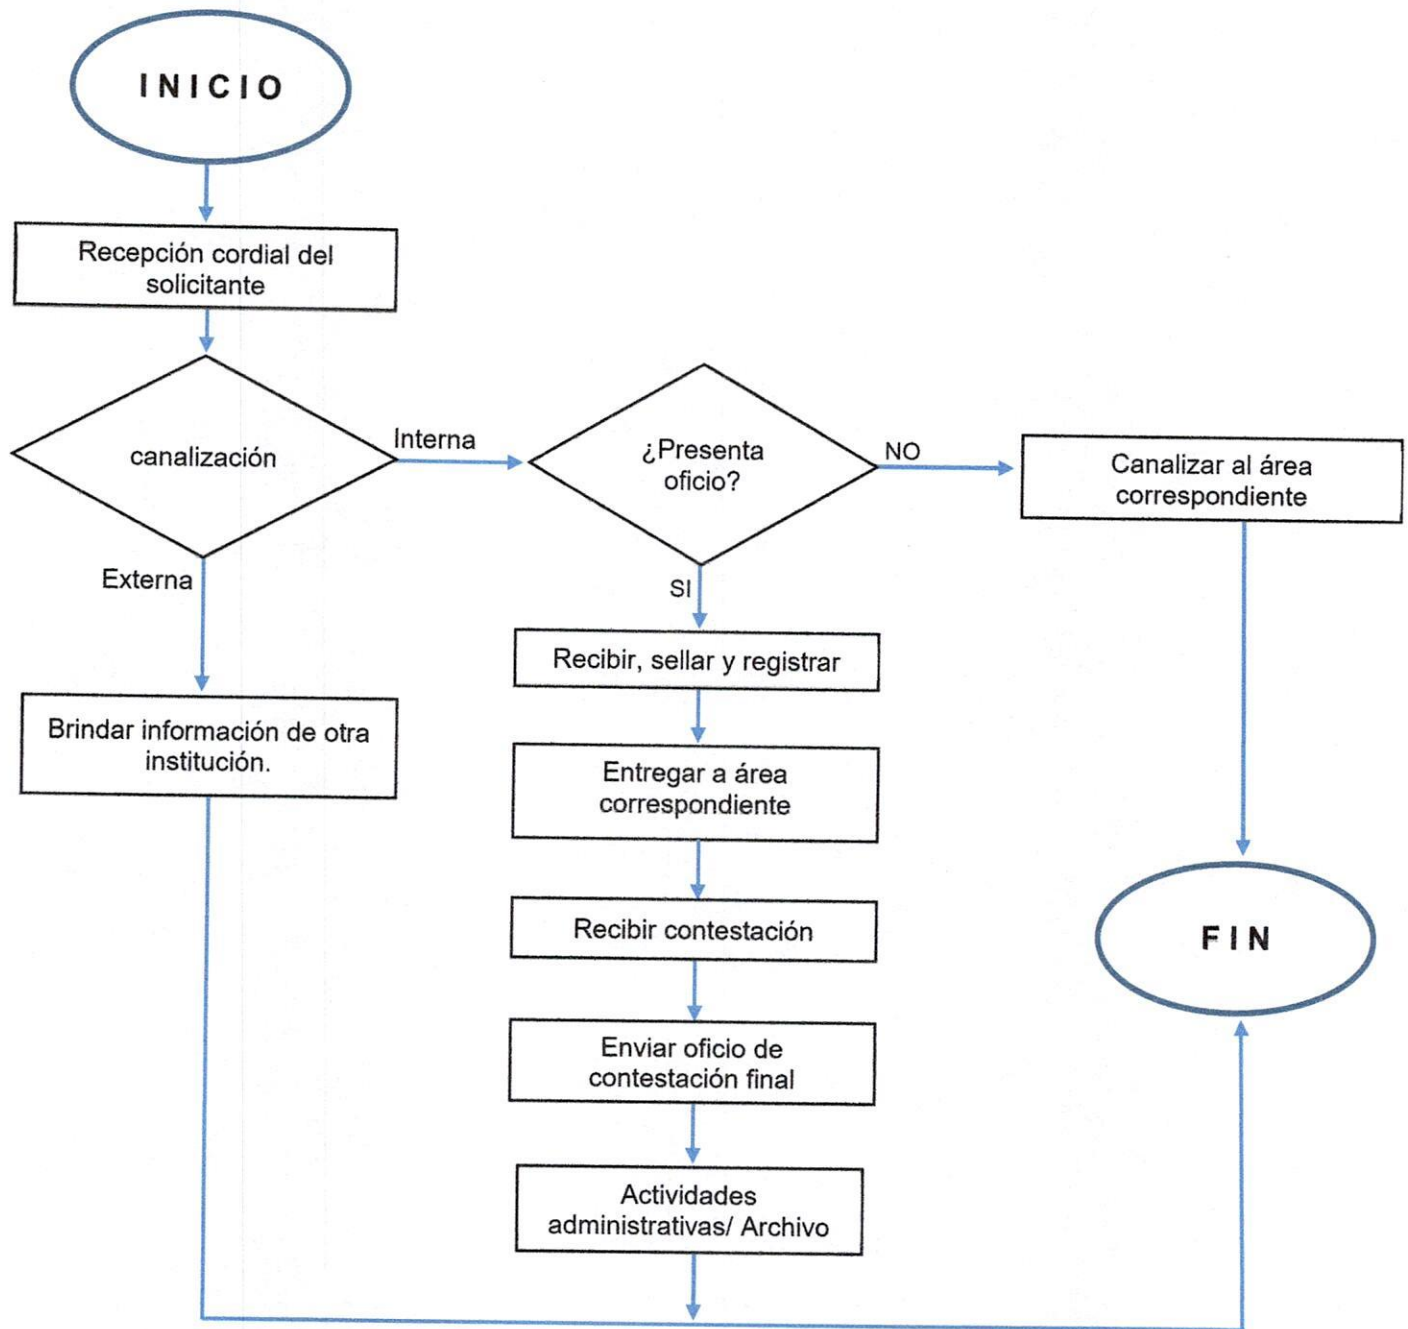 INICIO
Recepción cordial del
solicitante
canalización
Interna
¿Presenta
oficio?
NO
Canalizar al área
correspondiente
Externa
SI
Recibir, sellar y registrar
Brindar información de otra
institución.
Entregar a área
correspondiente
Recibir contestación
FIN
Enviar oficio de
contestación final
Actividades
administrativas/ Archivo